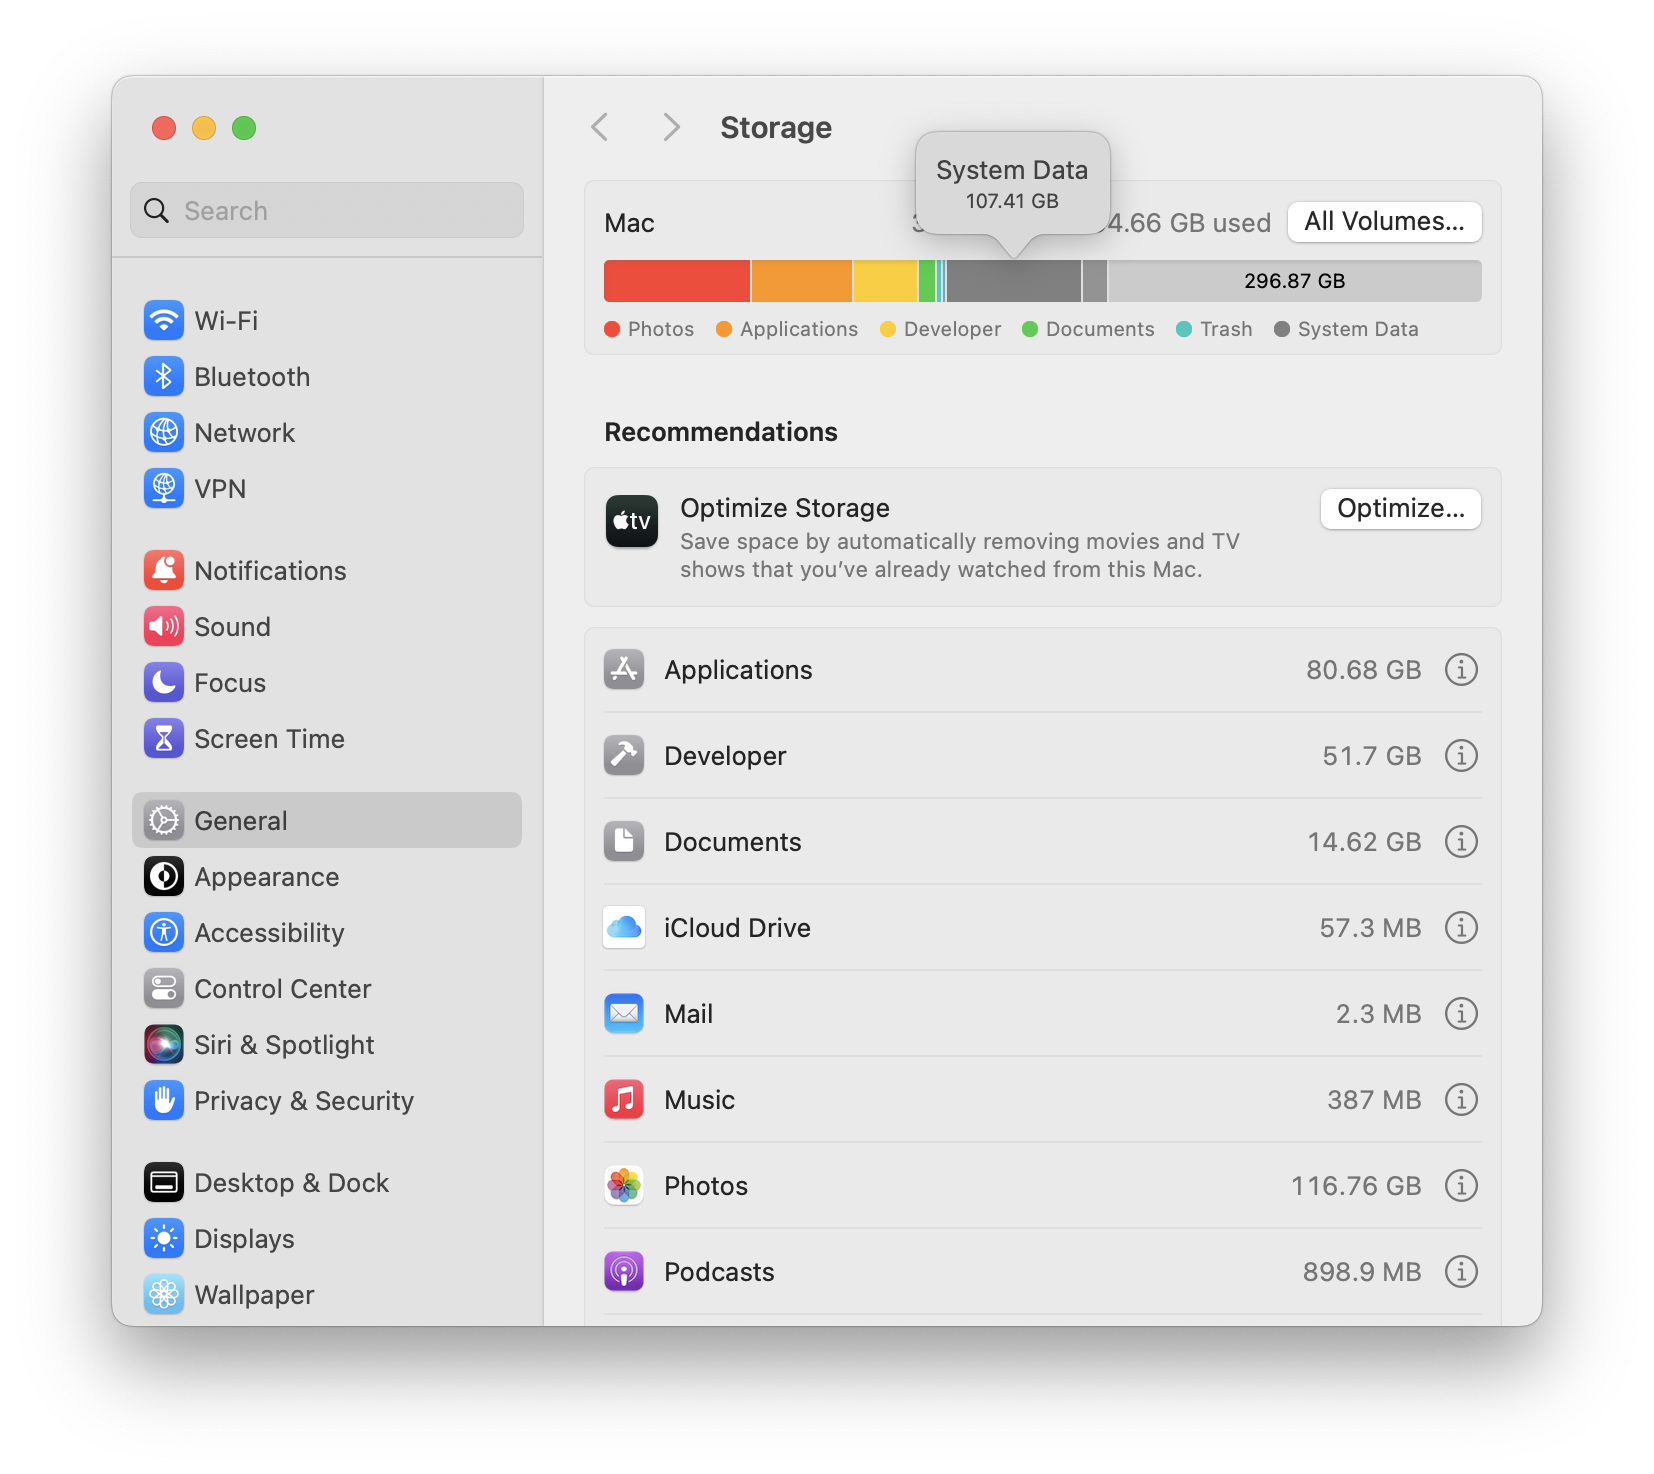 Search
Wi-Fi
Bluetooth
Network
VPN
Notifications
Sound
Focus
Screen Time
General
Appearance
Accessibility
Control Center
Siri & Spotlight
Privacy & Security
Desktop & Dock
Displays
Wallpaper
Storage
System Data
107.41 GB
Mac
4.66 GB used
All Volumes...
296.87 GB
Photos Applications Developer Documents Trash System Data
Recommendations
tv
Optimize Storage
Optimize...
Save space by automatically removing movies and TV
shows that you’ve already watched from this Mac.
Applications 80.68 GB
Developer 51.7 GB
Documents 14.62 GB
iCloud Drive 57.3 MB
Mail 2.3 MB
Music 387 MB
Photos 116.76 GB
Podcasts 898.9 MB